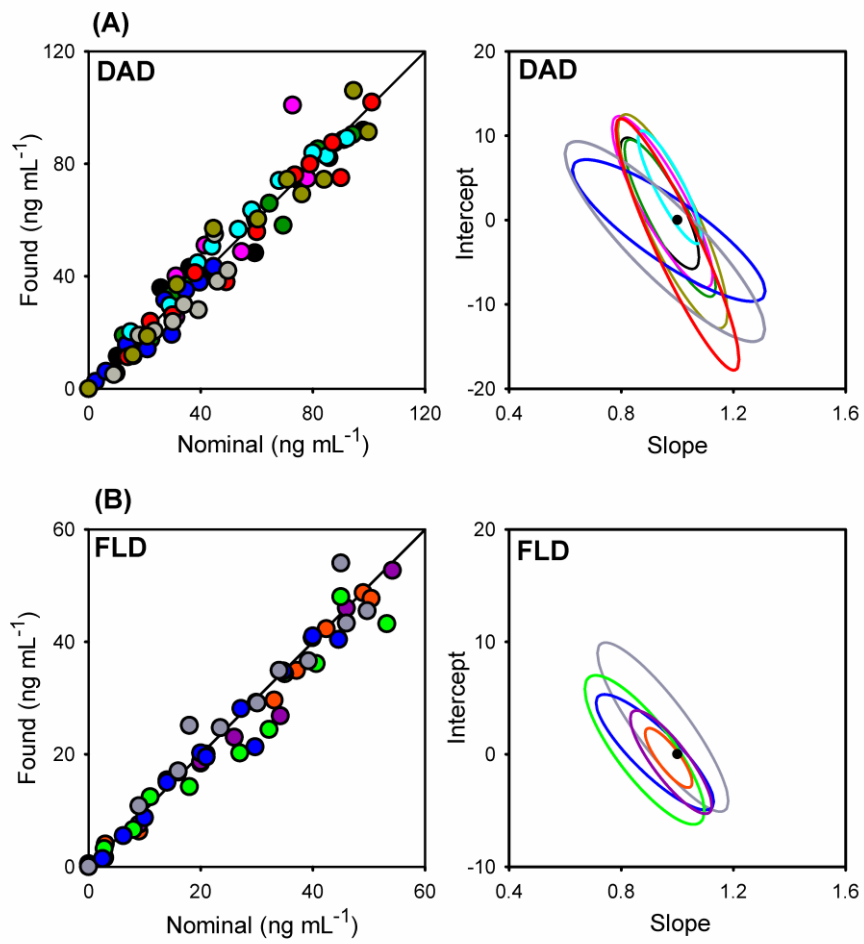 (A)
DAD
Found (ng mL⁻¹)
120
80
40
0
0 40 80 120
Nominal (ng mL⁻¹)
DAD
Intercept
20
10
0
-10
-20
0.4 0.8 1.2 1.6
Slope
(B)
FLD
Found (ng mL⁻¹)
60
40
20
0
0 20 40 60
Nominal (ng mL⁻¹)
FLD
Intercept
20
10
0
-10
0.4 0.8 1.2 1.6
Slope